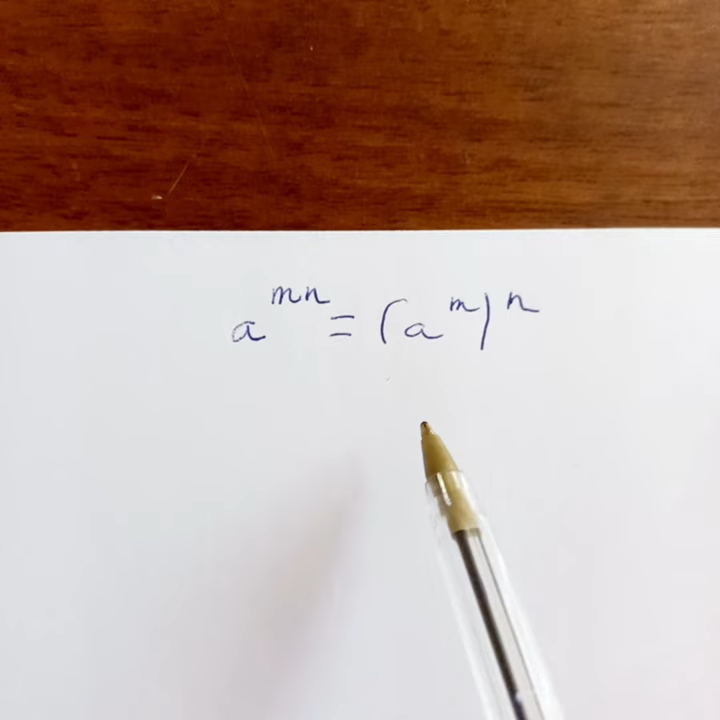 a^{mn} = (a^m)^n